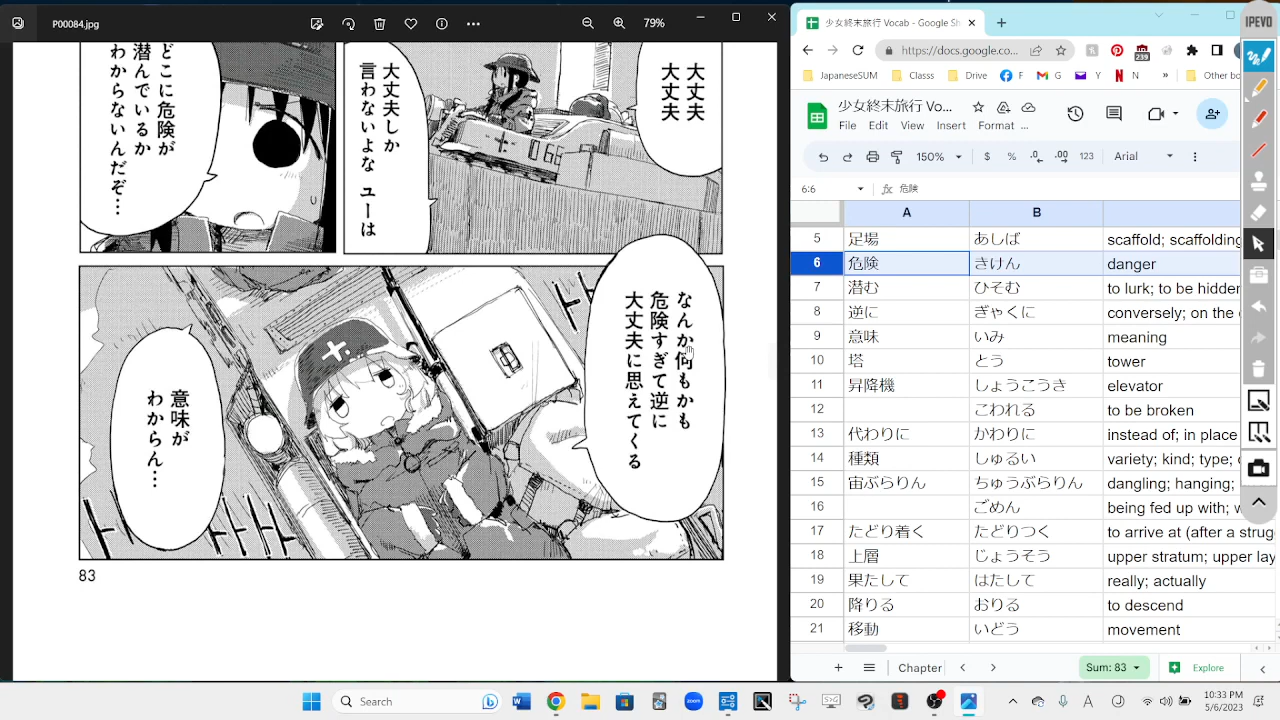 P00084.jpg
79%
大丈夫
大丈夫
大丈夫しか
言わないよな ユーは
どこに危険が
潜んでいるか
わからないんだぞ…
066
なんか何もかも
危険すぎて逆に
大丈夫に思えてくる
意味が
わからん…
トトトト
83
少女終末旅行 Vocab - Google Sh
https://docs.google.co...
239
JapaneseSUM
Classs
Drive
F
G
Y
N
Other bo
少女終末旅行 Vo...
File Edit View Insert Format ...
150% $ % .0 .00 123 Arial
6:6 fx 危険
A B
5 足場 あしば scaffold; scaffolding
6 危険 きけん danger
7 潜む ひそむ to lurk; to be hidden
8 逆に ぎゃくに conversely; on the
9 意味 いみ meaning
10 塔 とう tower
11 昇降機 しょうこうき elevator
12 こわれる to be broken
13 代わりに かわりに instead of; in place
14 種類 しゅるい variety; kind; type;
15 宙ぶらりん ちゅうぶらりん dangling; hanging;
16 ごめん being fed up with;
17 たどり着く たどりつく to arrive at (after a strug
18 上層 じょうそう upper stratum; upper lay
19 果たして はたして really; actually
20 降りる おりる to descend
21 移動 いどう movement
Chapter
Sum: 83
Explore
IPEVO
Search
zoom
A
10:33 PM
5/6/2023